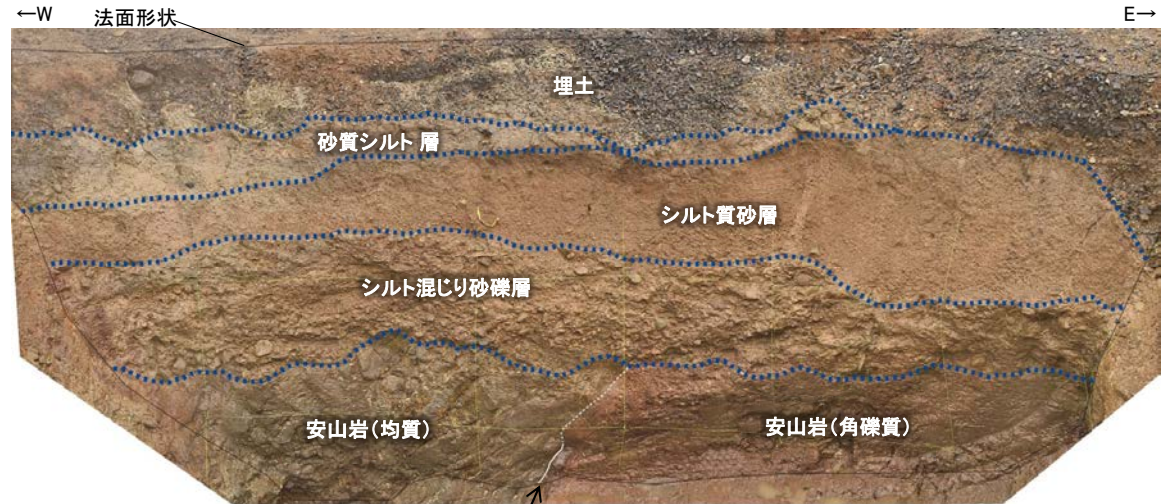 ←W
法面形状
E→
埋土
砂質シルト 層
シルト質砂層
シルト混じり砂礫層
安山岩(均質)
安山岩(角礫質)